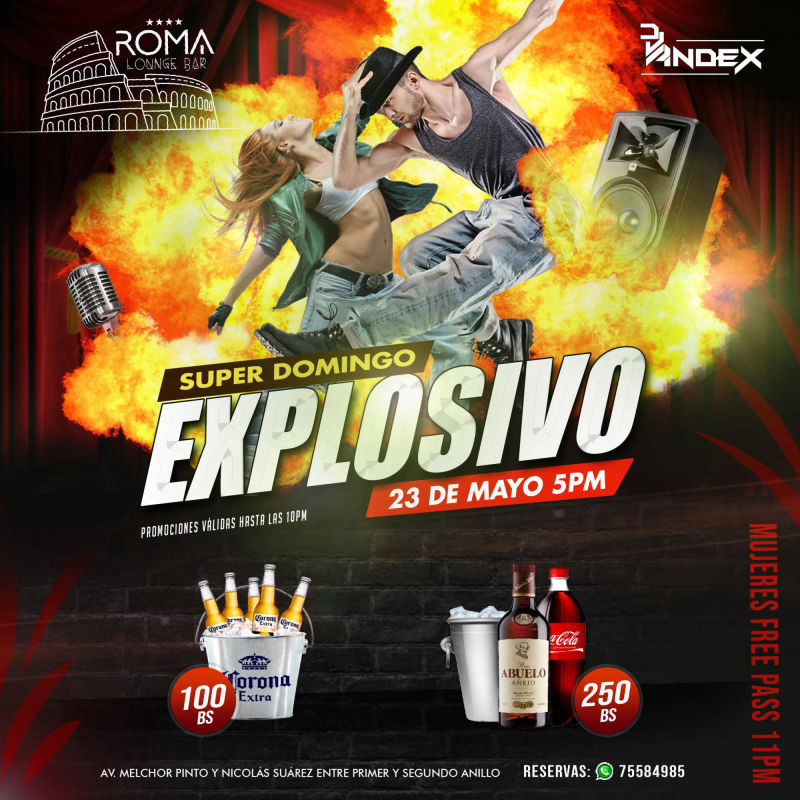 ★★★★
ROMA
LOUNGE BAR
DJ ANDEX
SUPER DOMINGO
EXPLOSIVO
23 DE MAYO 5PM
PROMOCIONES VÁLIDAS HASTA LAS 10PM
MUJERES FREE PASS 11PM
Corona
Extra
100
BS
Ron
ABUELO
AÑEJO
Coca-Cola
250
BS
AV. MELCHOR PINTO Y NICOLÁS SUÁREZ ENTRE PRIMER Y SEGUNDO ANILLO
RESERVAS: 75584985